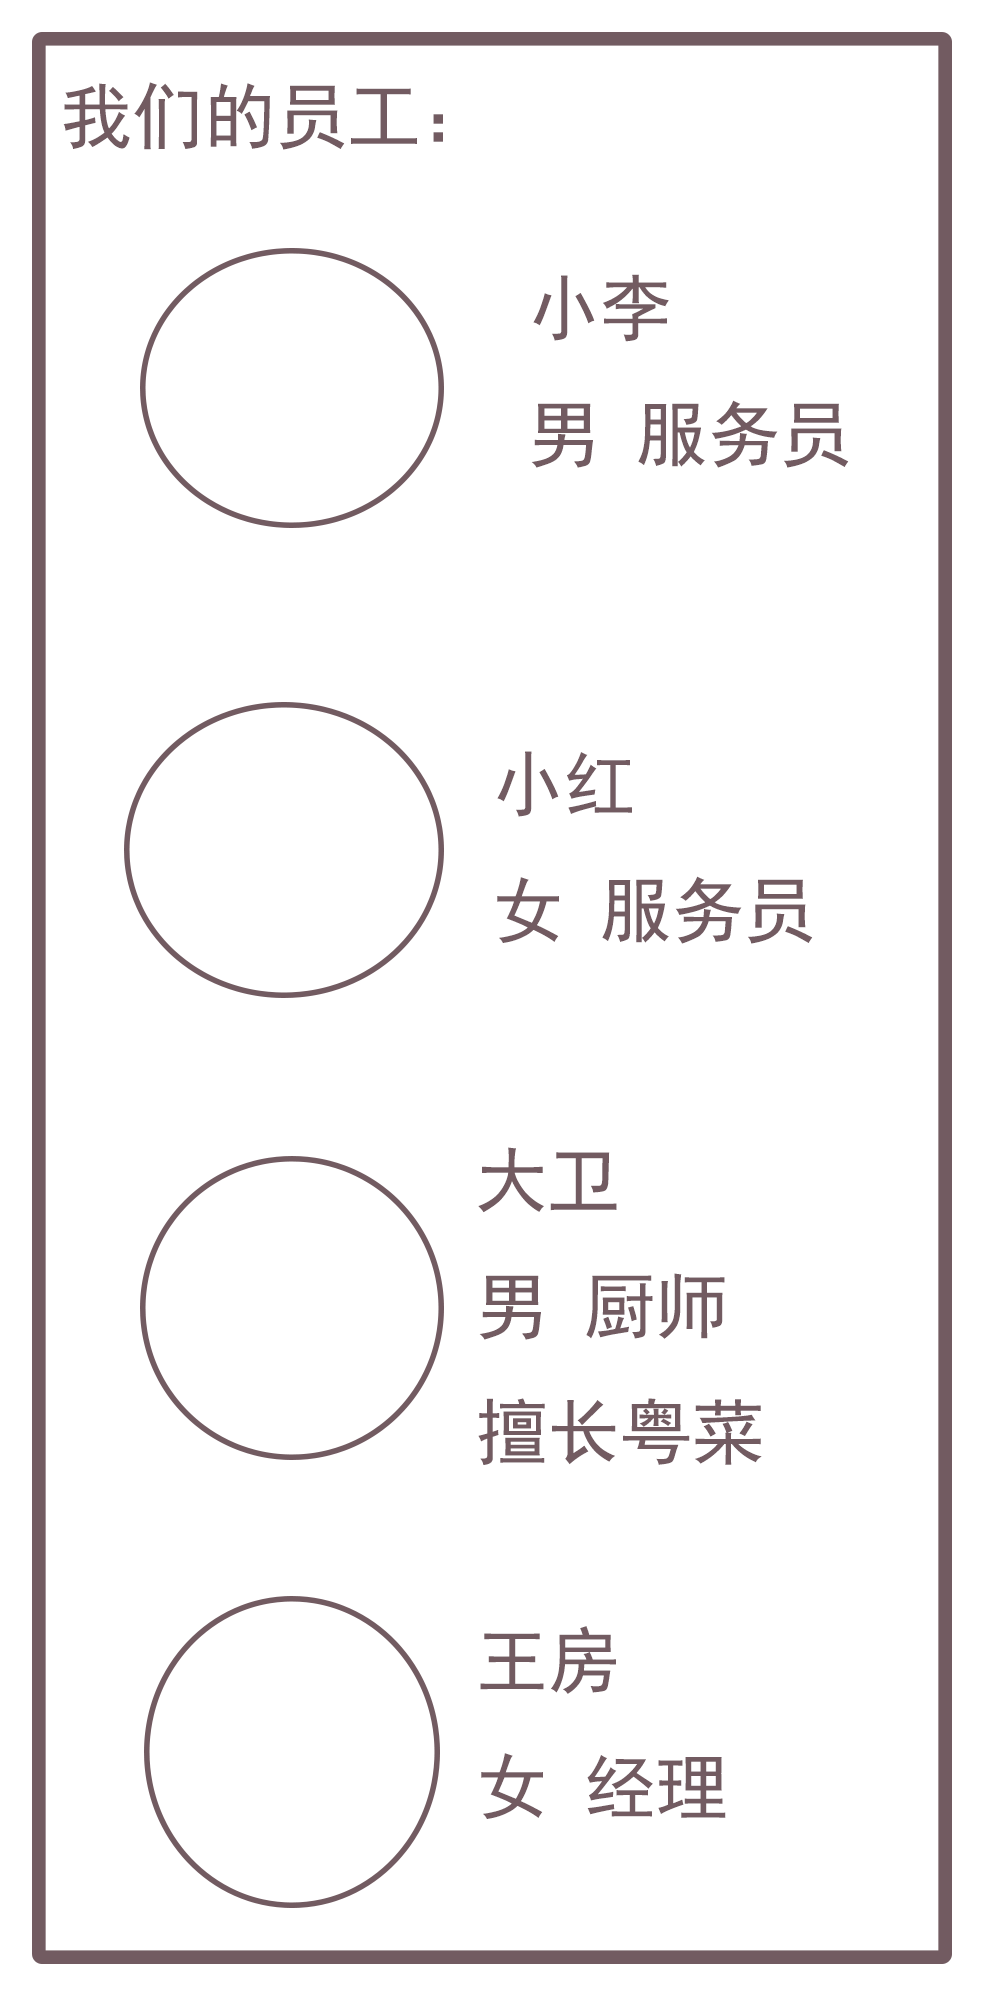 我们的员工：
小李
男 服务员
小红
女 服务员
大卫
男 厨师
擅长粤菜
王房
女 经理